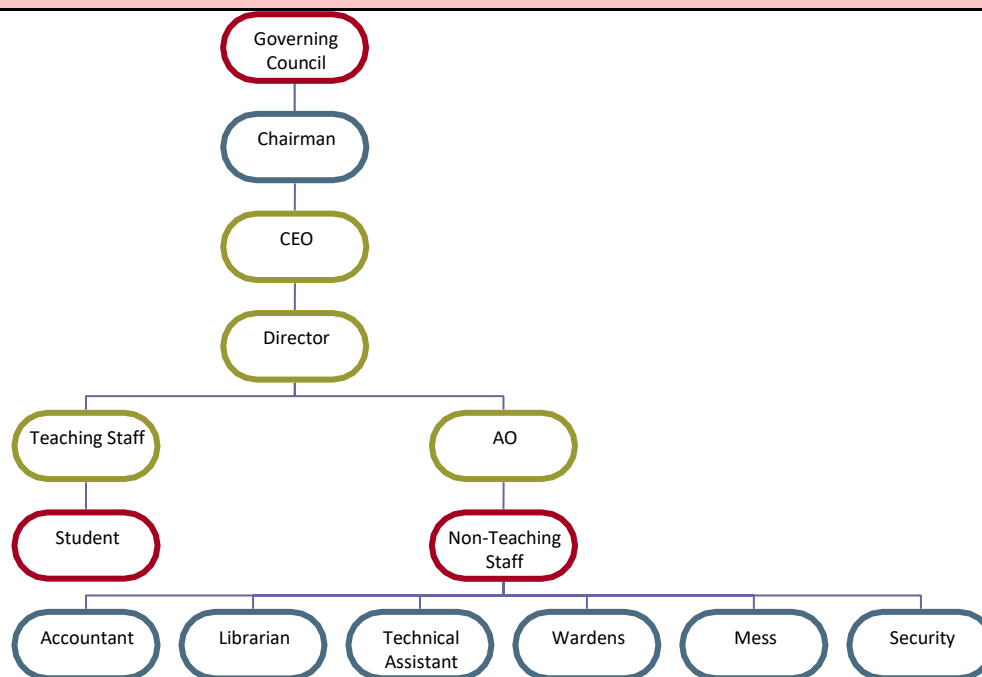 Governing
Council
Chairman
CEO
Director
Teaching Staff
AO
Student
Non-Teaching
Staff
Accountant
Librarian
Technical
Assistant
Wardens
Mess
Security